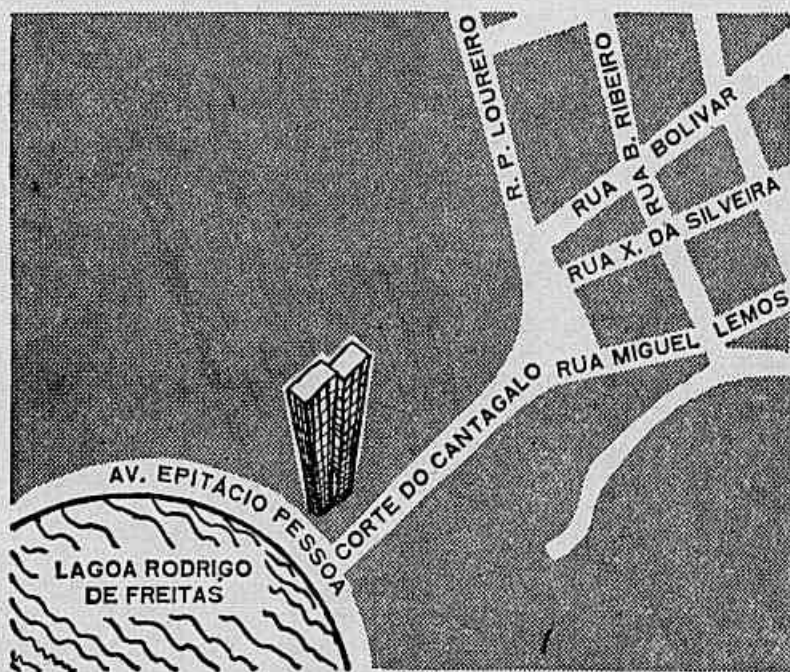 R. P. LOUREIRO
RUA B. RIBEIRO
RUA BOLIVAR
RUA X. DA SILVEIRA
RUA MIGUEL LEMOS
CORTE DO CANTAGALO
AV. EPITÁCIO PESSOA
LAGOA RODRIGO
DE FREITAS